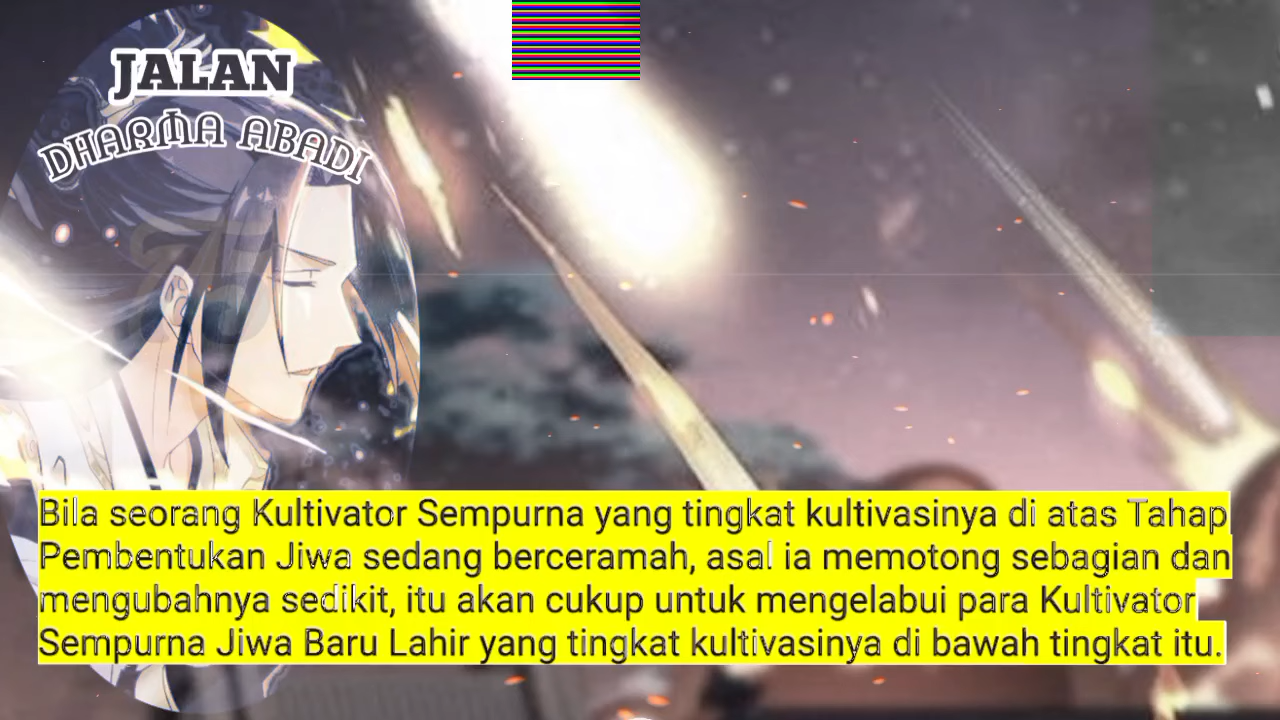 JALAN
DHARMA ABADI
Bila seorang Kultivator Sempurna yang tingkat kultivasinya di atas Tahap
Pembentukan Jiwa sedang berceramah, asal ia memotong sebagian dan
mengubahnya sedikit, itu akan cukup untuk mengelabui para Kultivator
Sempurna Jiwa Baru Lahir yang tingkat kultivasinya di bawah tingkat itu.